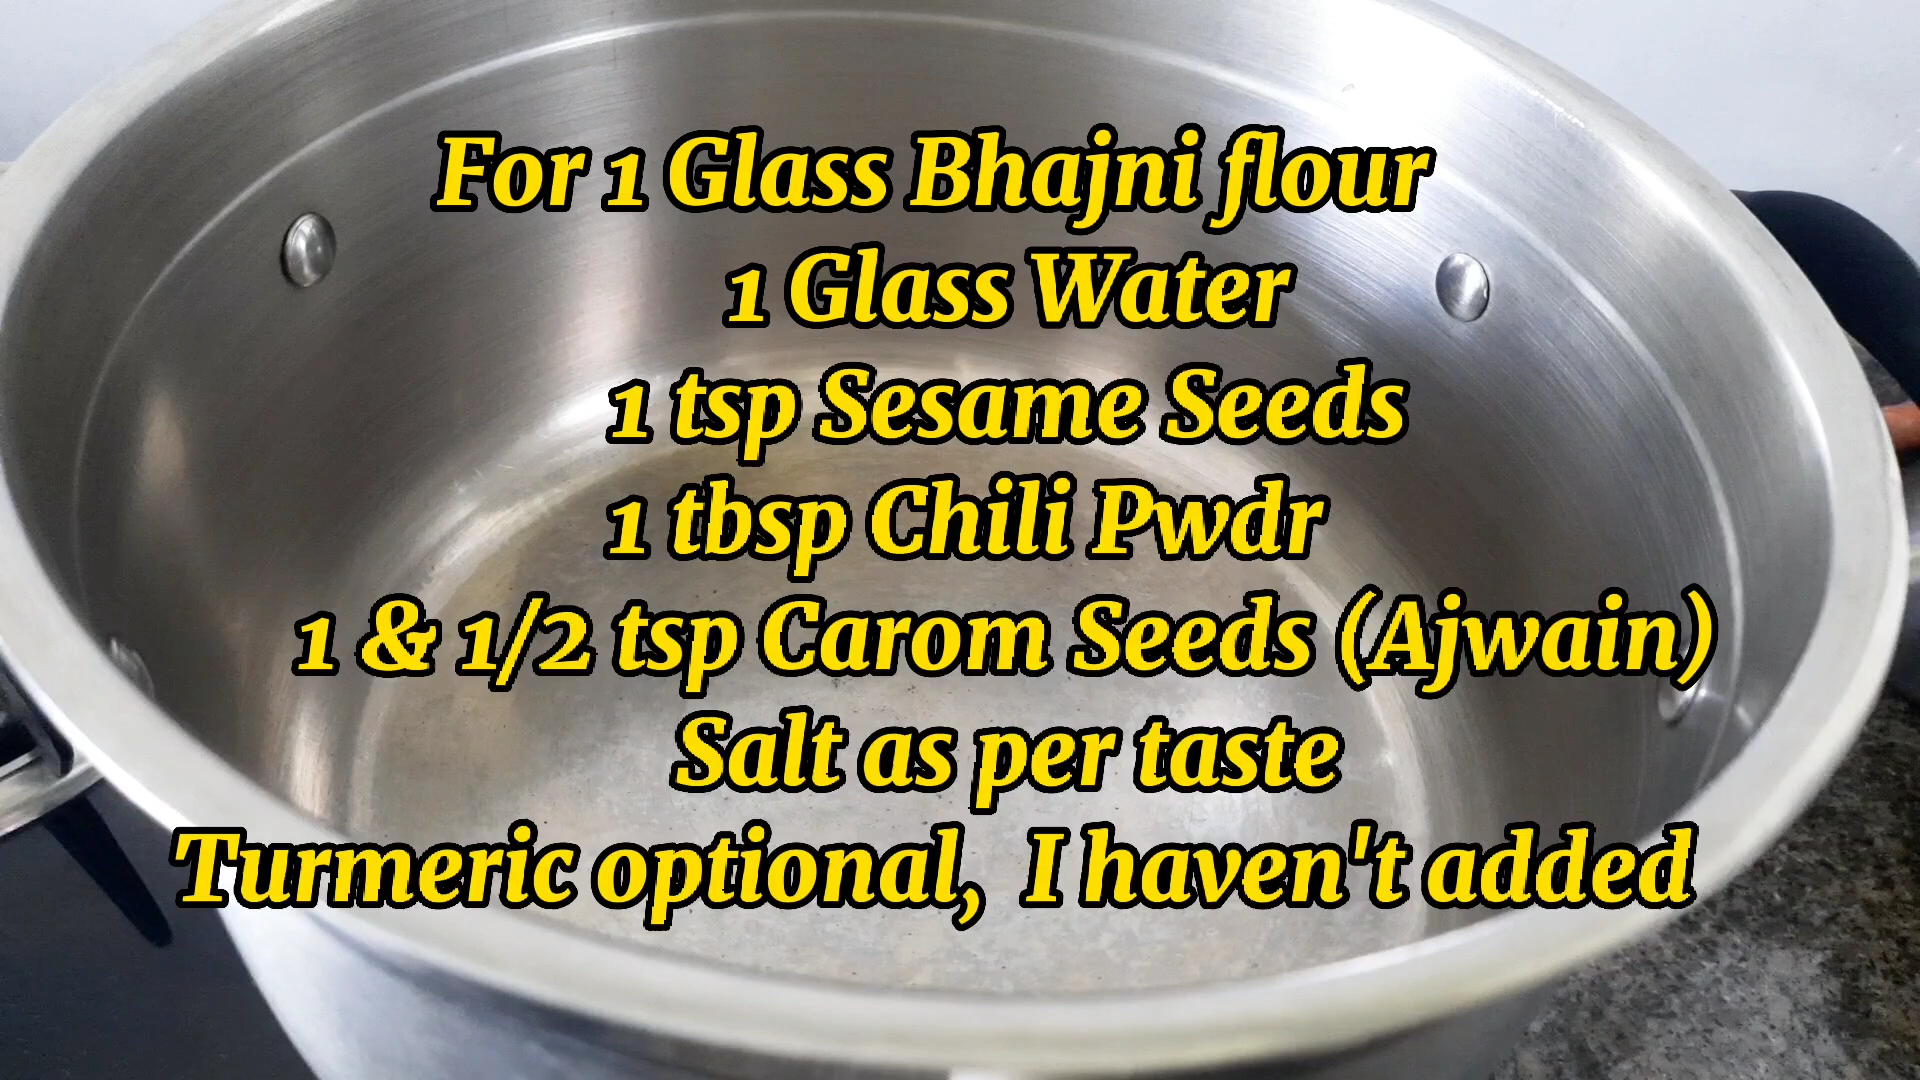 For 1 Glass Bhajni flour
1 Glass Water
1 tsp Sesame Seeds
1 tbsp Chili Pwdr
1 & 1/2 tsp Carom Seeds (Ajwain)
Salt as per taste
Turmeric optional, I haven't added